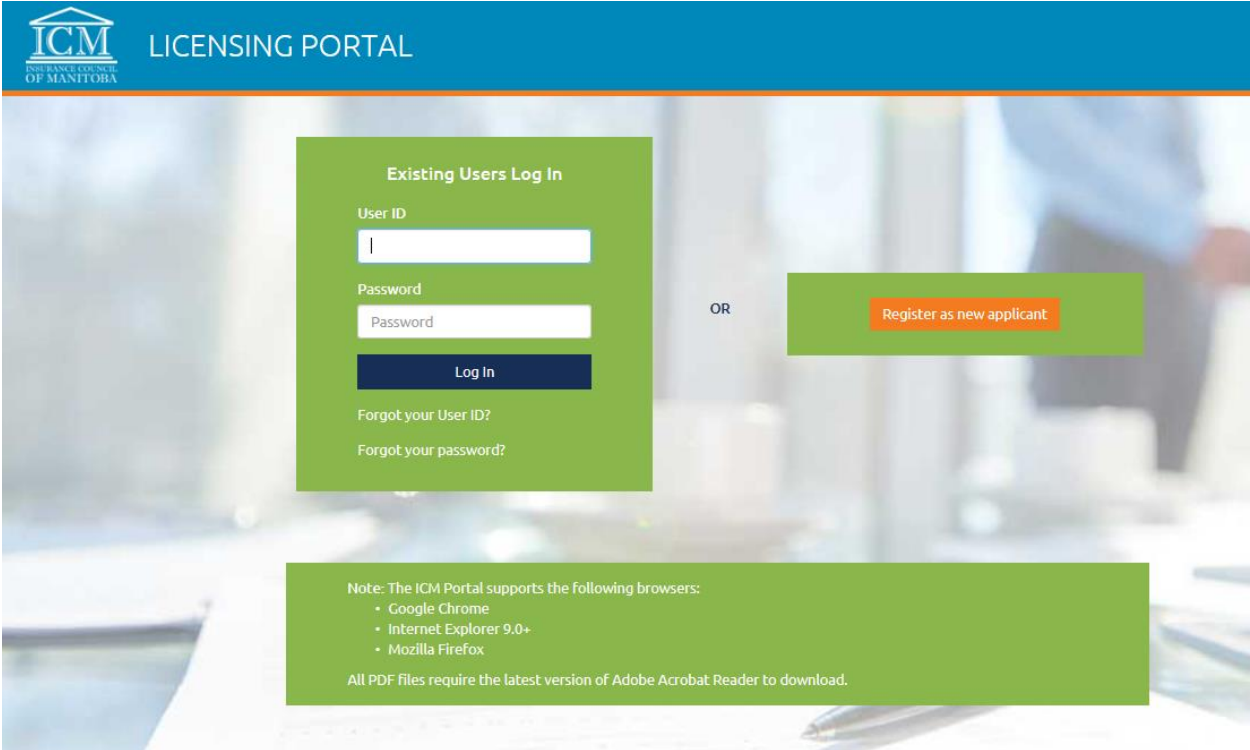 ICM
INSURANCE COUNCIL
OF MANITOBA
LICENSING PORTAL
Existing Users Log In
User ID
Password
Password
Log In
Forgot your User ID?
Forgot your password?
OR
Register as new applicant
Note: The ICM Portal supports the following browsers:
• Google Chrome
• Internet Explorer 9.0+
• Mozilla Firefox
All PDF files require the latest version of Adobe Acrobat Reader to download.